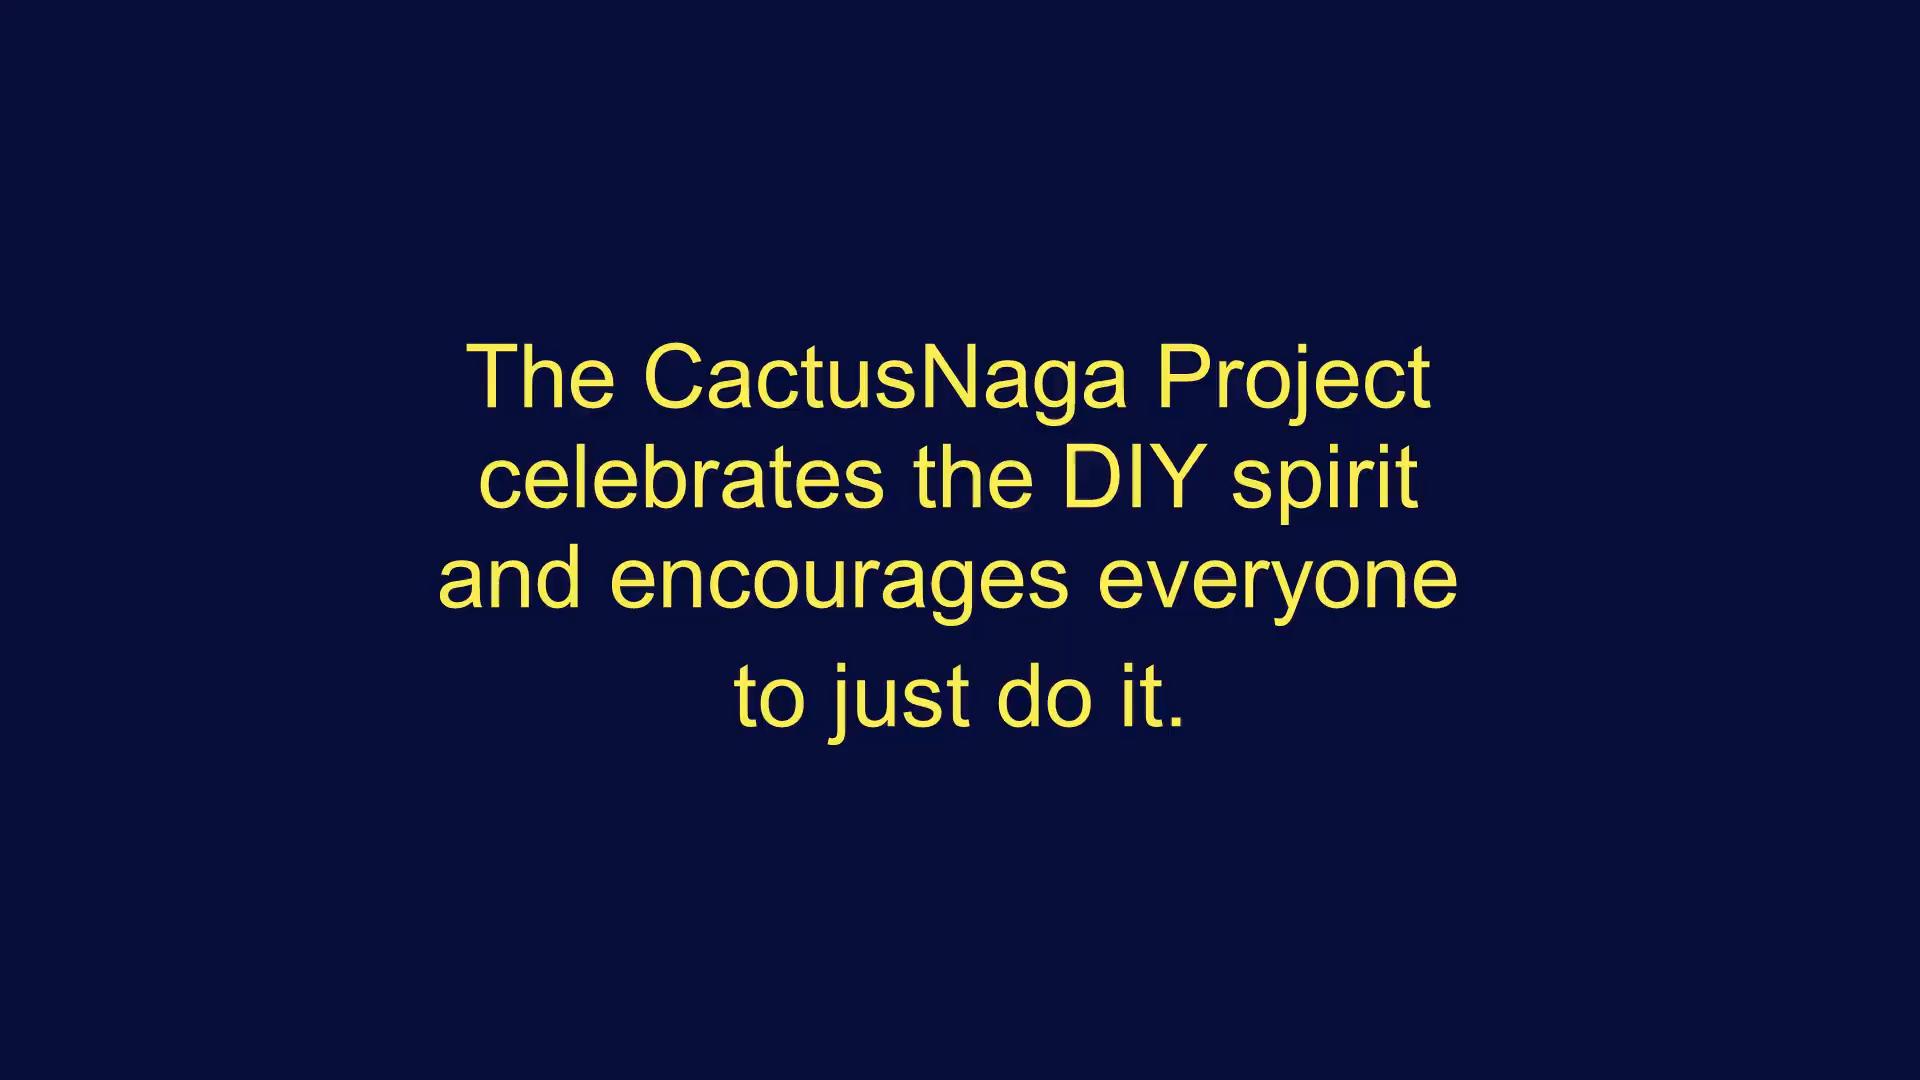 The CactusNaga Project
celebrates the DIY spirit
and encourages everyone
to just do it.